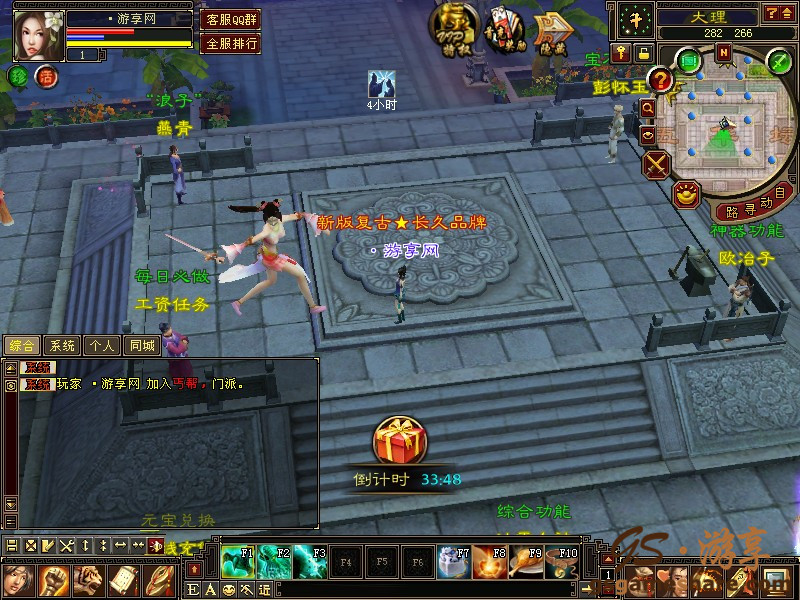 ·游享网
1
客服QQ群
全服排行
VIP
4小时
大理
282 266
N
自动寻路
"浪子"
燕青
彭怀玉
新版复古★长久品牌
·游享网
每日必做
工资任务
神器功能
欧冶子
综合 系统 个人 同城
系统
系统 玩家 ·游享网 加入丐帮，门派。
倒计时 33:48
元宝兑换
综合功能
F1 F2 F3 F4 F5 F6 F7 F8 F9 F10
E A 近
1
GS·游享